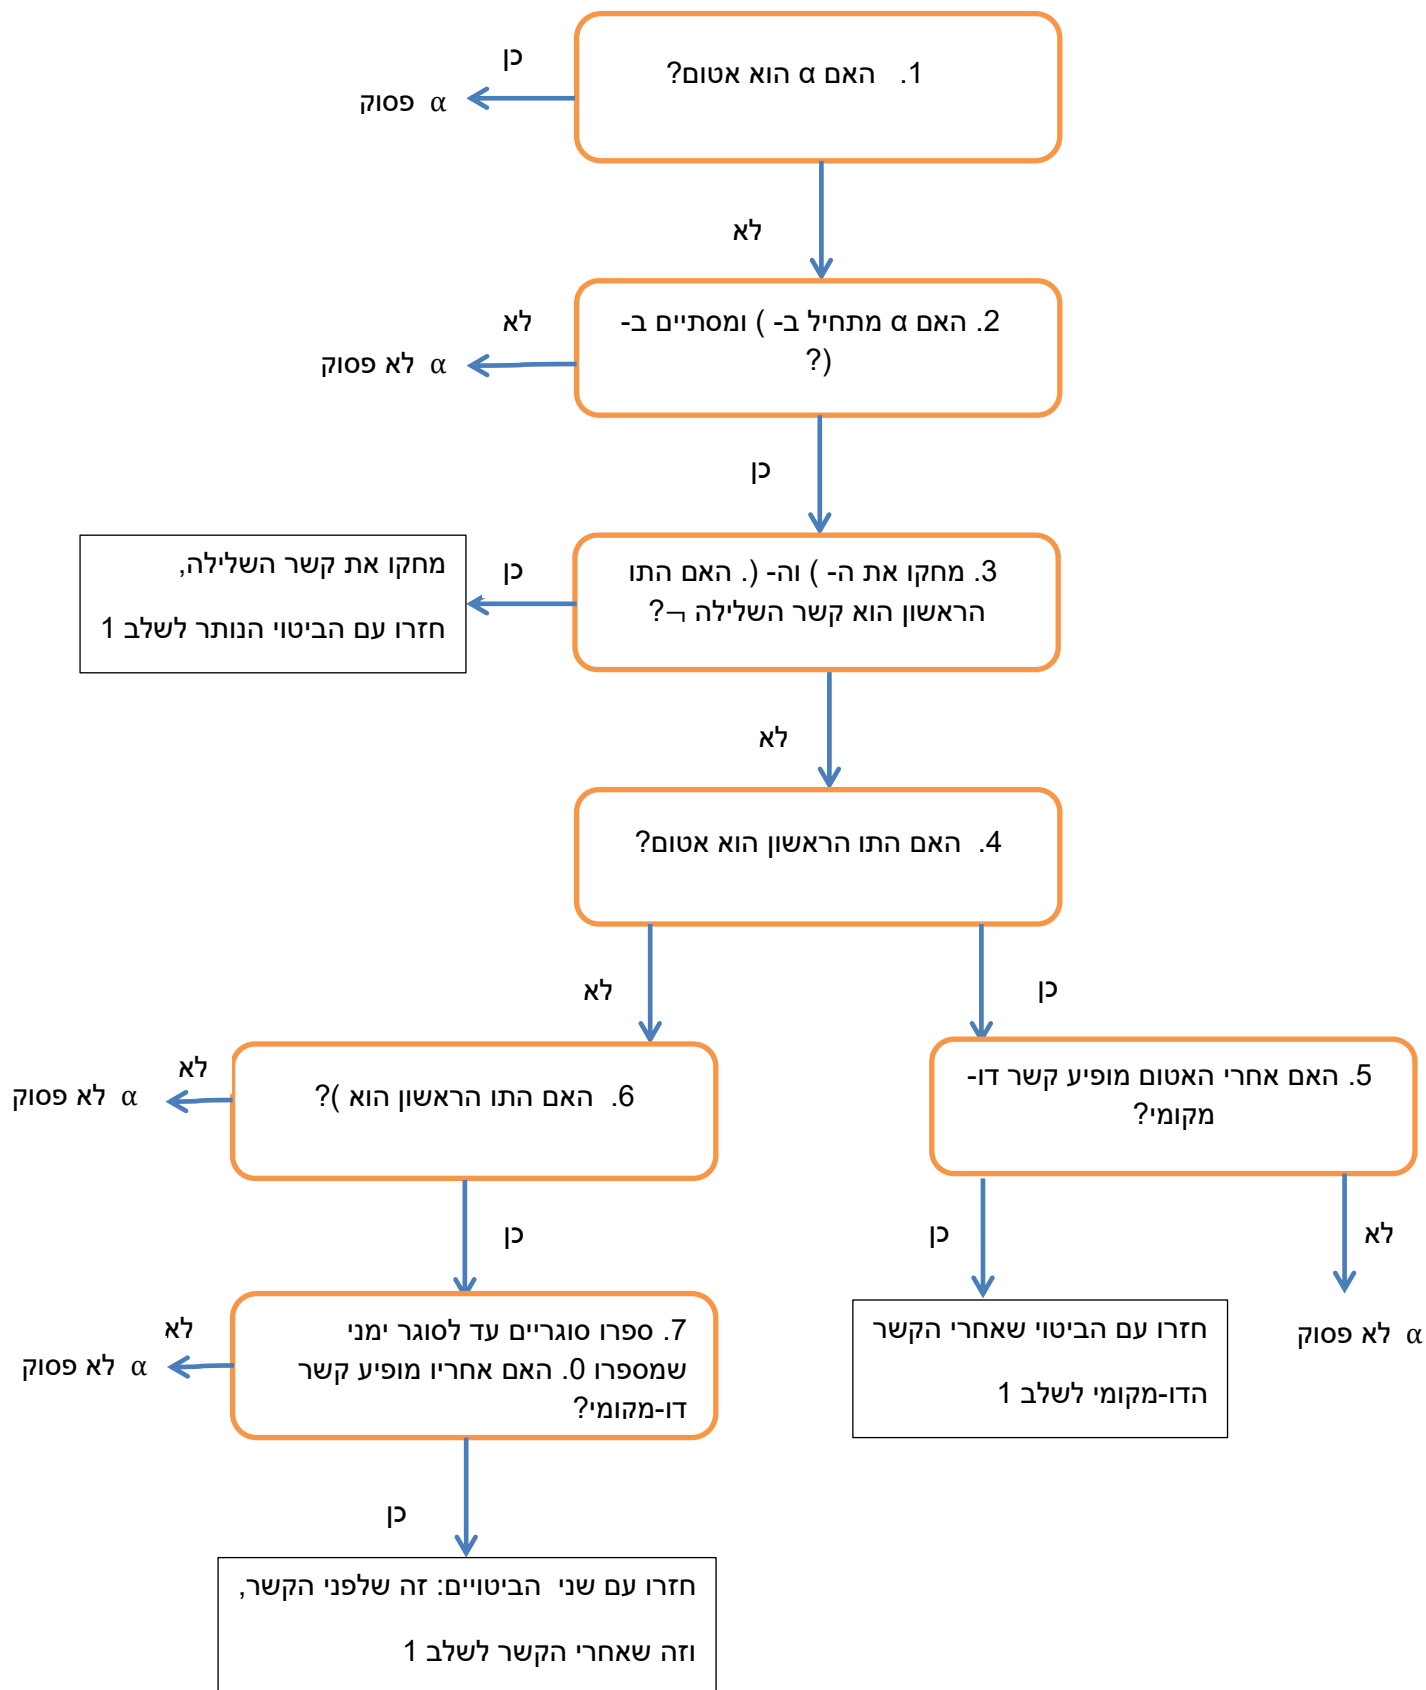 1. האם α הוא אטום?
כן
α פסוק
לא
2. האם α מתחיל ב- ( ומסתיים ב-
)?
לא
α לא פסוק
כן
3. מחקו את ה- ( וה- ). האם התו
הראשון הוא קשר השלילה ¬?
כן
מחקו את קשר השלילה,
חזרו עם הביטוי הנותר לשלב 1
לא
4. האם התו הראשון הוא אטום?
לא
כן
5. האם אחרי האטום מופיע קשר דו-
מקומי?
6. האם התו הראשון הוא (?
לא
α לא פסוק
כן
כן
לא
חזרו עם הביטוי שאחרי הקשר
הדו-מקומי לשלב 1
α לא פסוק
7. ספרו סוגריים עד לסוגר ימני
שמספרו 0. האם אחריו מופיע קשר
דו-מקומי?
לא
α לא פסוק
כן
חזרו עם שני הביטויים: זה שלפני הקשר,
וזה שאחרי הקשר לשלב 1